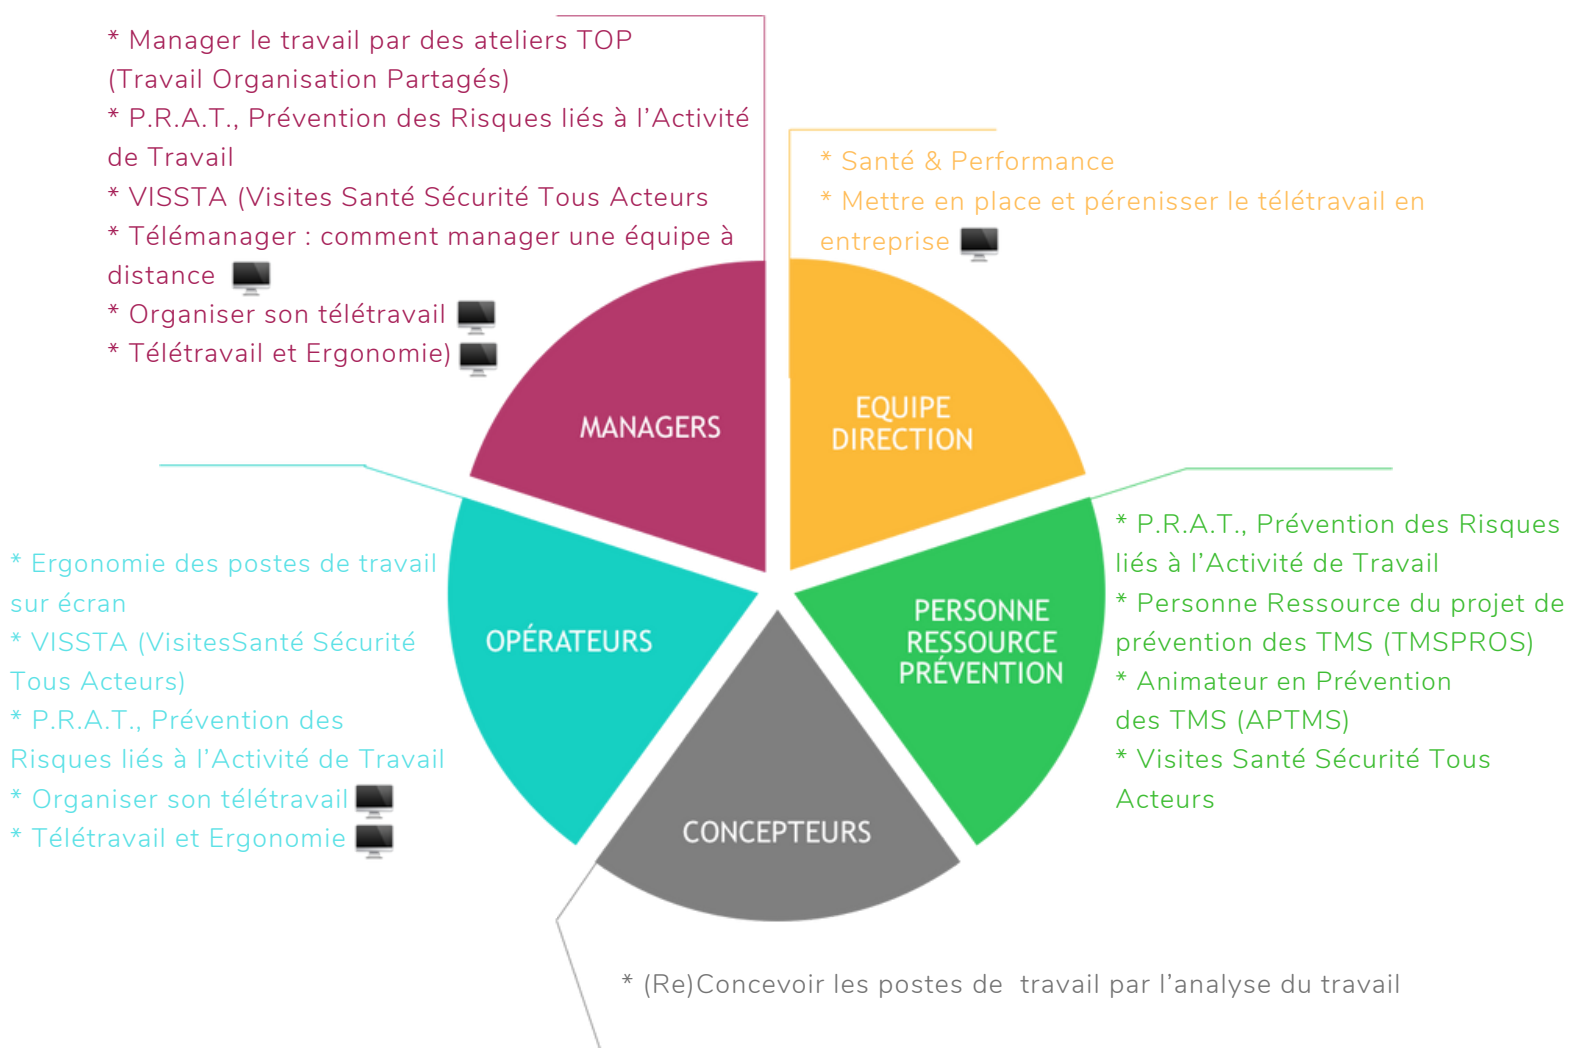 * Manager le travail par des ateliers TOP
(Travail Organisation Partagés)
* P.R.A.T., Prévention des Risques liés à l’Activité
de Travail
* VISSTA (Visites Santé Sécurité Tous Acteurs
* Télémanager : comment manager une équipe à
distance
* Organiser son télétravail
* Télétravail et Ergonomie)
* Santé & Performance
* Mettre en place et pérenisser le télétravail en
entreprise
MANAGERS
EQUIPE
DIRECTION
* Ergonomie des postes de travail
sur écran
* VISSTA (VisitesSanté Sécurité
Tous Acteurs)
* P.R.A.T., Prévention des
Risques liés à l’Activité de Travail
* Organiser son télétravail
* Télétravail et Ergonomie
OPÉRATEURS
PERSONNE
RESSOURCE
PRÉVENTION
* P.R.A.T., Prévention des Risques
liés à l’Activité de Travail
* Personne Ressource du projet de
prévention des TMS (TMSPROS)
* Animateur en Prévention
des TMS (APTMS)
* Visites Santé Sécurité Tous
Acteurs
CONCEPTEURS
* (Re)Concevoir les postes de  travail par l’analyse du travail